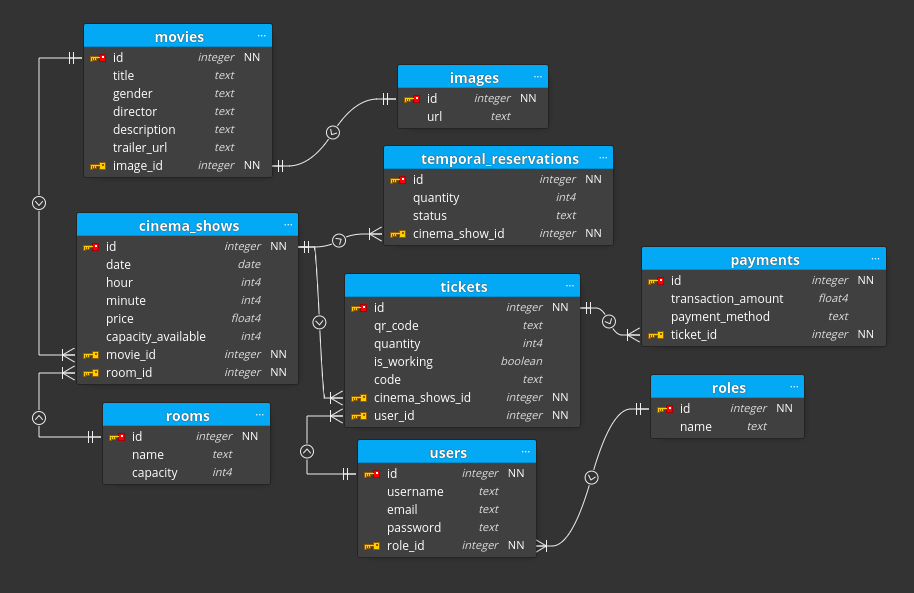 movies ...
id integer NN
title text
gender text
director text
description text
trailer_url text
image_id integer NN
images ...
id integer NN
url text
temporal_reservations ...
id integer NN
quantity int4
status text
cinema_show_id integer NN
cinema_shows ...
id integer NN
date date
hour int4
minute int4
price float4
capacity_available int4
movie_id integer NN
room_id integer NN
payments ...
id integer NN
transaction_amount float4
payment_method text
ticket_id integer NN
tickets ...
id integer NN
qr_code text
quantity int4
is_working boolean
code text
cinema_shows_id integer NN
user_id integer NN
roles ...
id integer NN
name text
rooms ...
id integer NN
name text
capacity int4
users ...
id integer NN
username text
email text
password text
role_id integer NN